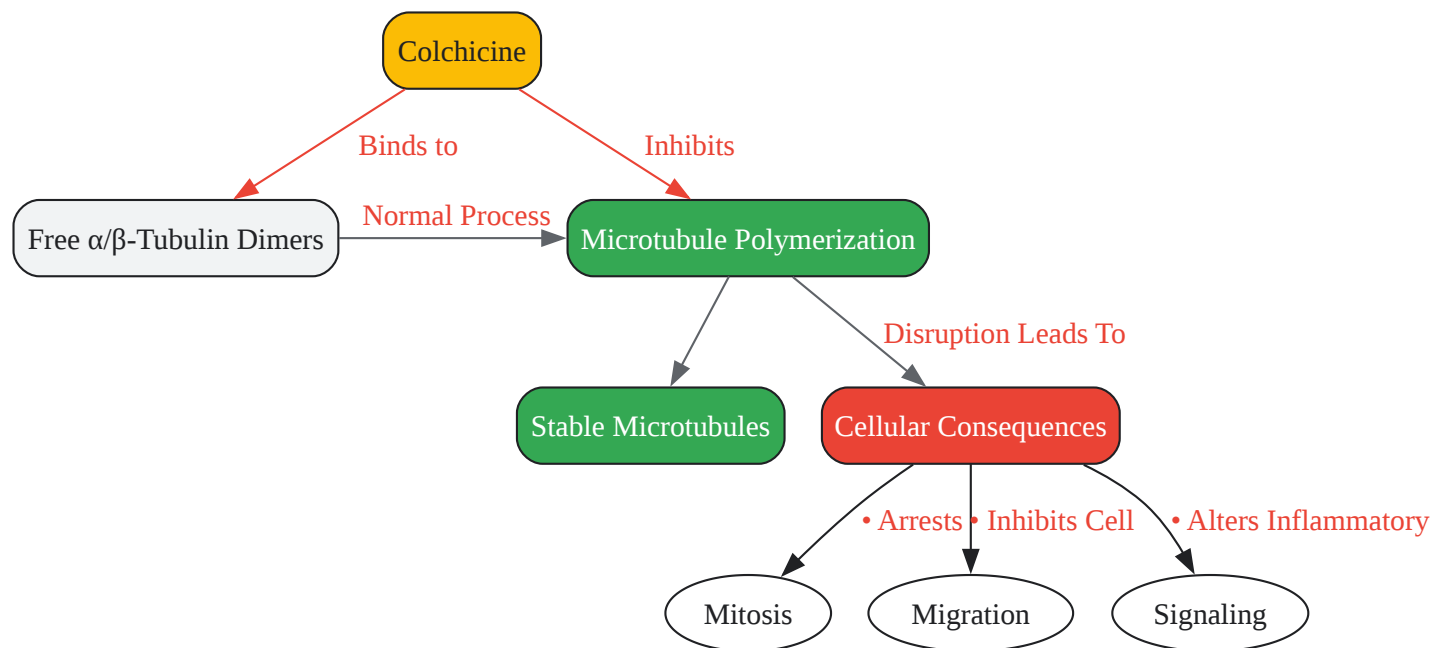 Colchicine
Binds to
Inhibits
Normal Process
Free α/β-Tubulin Dimers
Microtubule Polymerization
Disruption Leads To
Stable Microtubules
Cellular Consequences
• Arrests
• Inhibits Cell
• Alters Inflammatory
Mitosis
Migration
Signaling